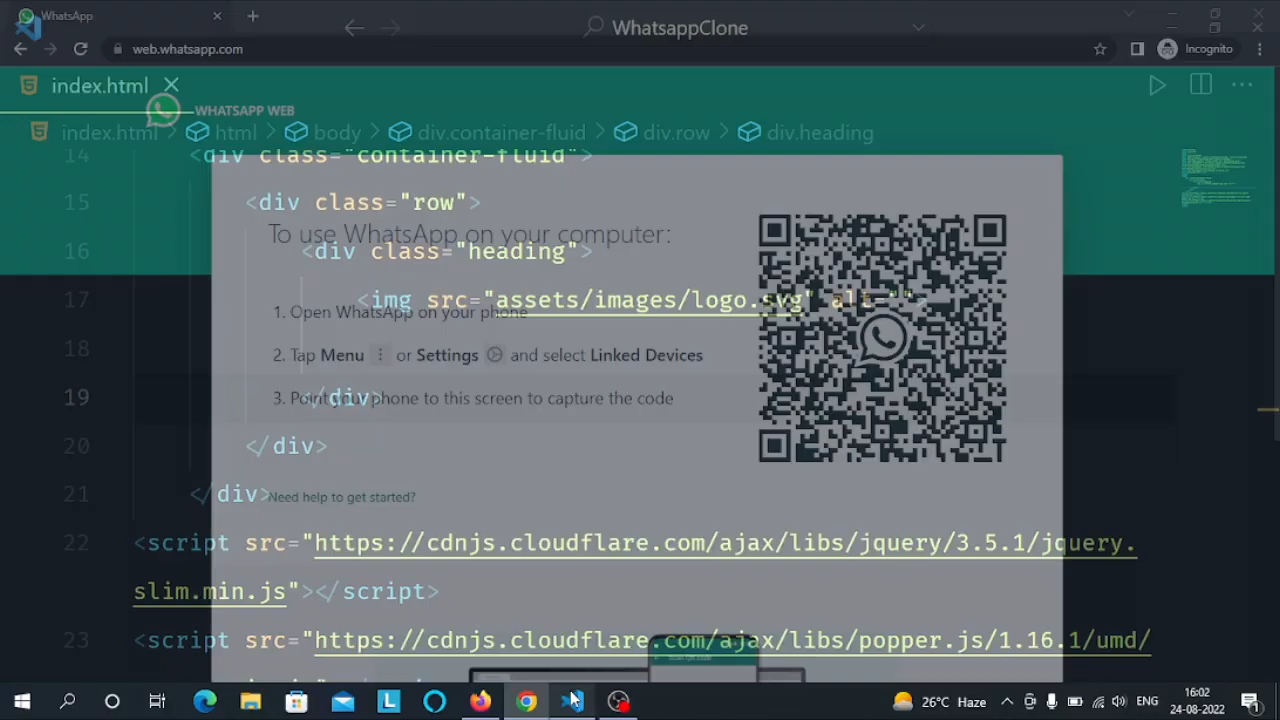 WhatsApp
WhatsappClone
web.whatsapp.com
Incognito
index.html
WHATSAPP WEB
index.html > html > body > div.container-fluid > div.row > div.heading
14 <div class="container-fluid">
15 <div class="row">
To use WhatsApp on your computer:
16 <div class="heading">
17 <img src="assets/images/logo.svg" alt="">
1. Open WhatsApp on your phone
18
2. Tap Menu or Settings and select Linked Devices
19 </div>
3. Point your phone to this screen to capture the code
20 </div>
21 </div>
Need help to get started?
22 <script src="https://cdnjs.cloudflare.com/ajax/libs/jquery/3.5.1/jquery.
slim.min.js"></script>
23 <script src="https://cdnjs.cloudflare.com/ajax/libs/popper.js/1.16.1/umd/
26°C Haze
ENG
16:02
24-08-2022
1